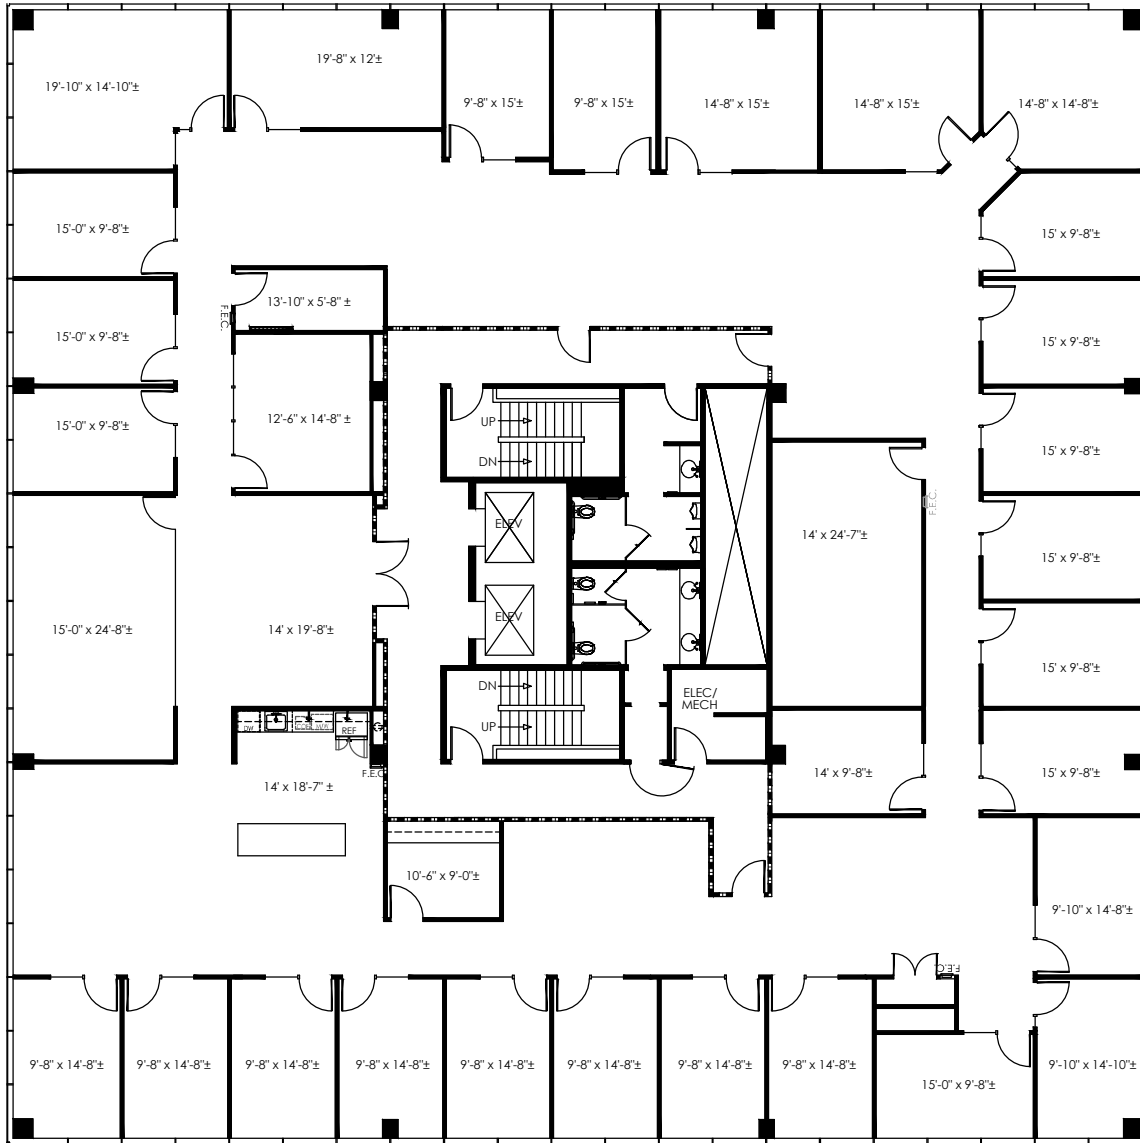 19'-10" x 14'-10"±
19'-8" x 12'±
9'-8" x 15'±
9'-8" x 15'±
14'-8" x 15'±
14'-8" x 15'±
14'-8" x 14'-8"±
15'-0" x 9'-8"±
15' x 9'-8"±
13'-10" x 5'-8" ±
F.E.C.
15'-0" x 9'-8"±
15' x 9'-8"±
12'-6" x 14'-8" ±
UP
15'-0" x 9'-8"±
DN
15' x 9'-8"±
F.E.C.
ELEV
14' x 24'-7"±
15' x 9'-8"±
ELEV
15'-0" x 24'-8"±
14' x 19'-8"±
15' x 9'-8"±
DN
ELEC/
MECH
UP
DW
REF
F.E.C.
14' x 9'-8"±
15' x 9'-8"±
14' x 18'-7" ±
10'-6" x 9'-0"±
9'-10" x 14'-8"±
F.E.C.
9'-8" x 14'-8"±
9'-8" x 14'-8"±
9'-8" x 14'-8"±
9'-8" x 14'-8"±
9'-8" x 14'-8"±
9'-8" x 14'-8"±
9'-8" x 14'-8"±
9'-8" x 14'-8"±
15'-0" x 9'-8"±
9'-10" x 14'-10"±